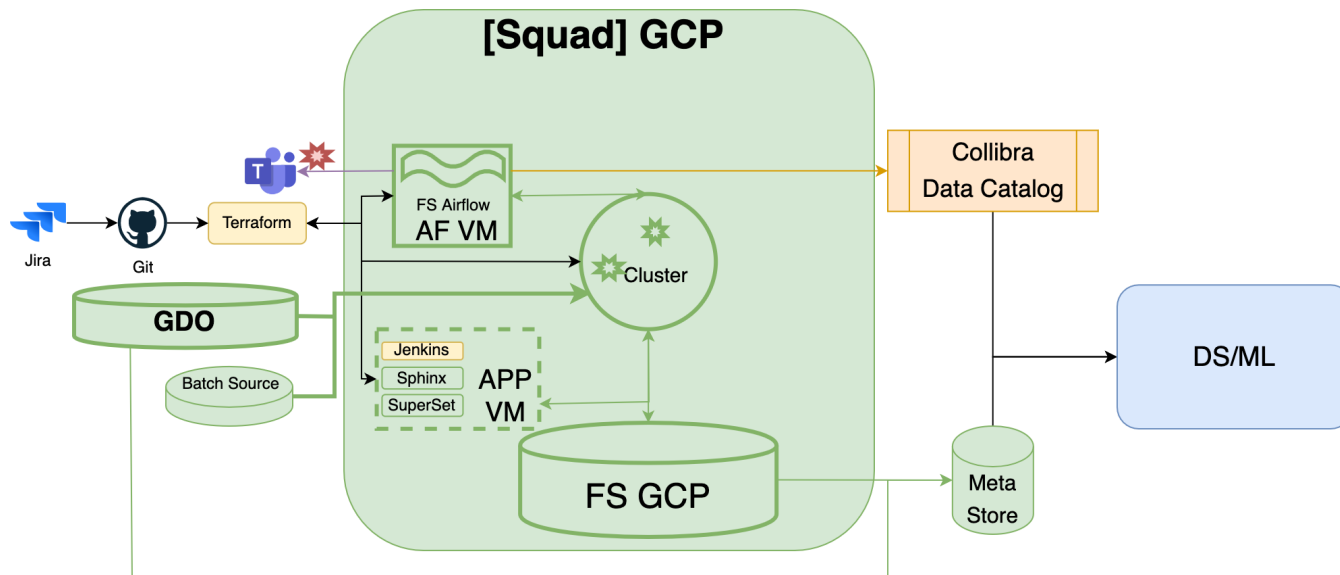 [Squad] GCP
T
FS Airflow
AF VM
Collibra
Data Catalog
Terraform
Jira
Git
Cluster
GDO
Batch Source
Jenkins
Sphinx
SuperSet
APP
VM
DS/ML
FS GCP
Meta
Store